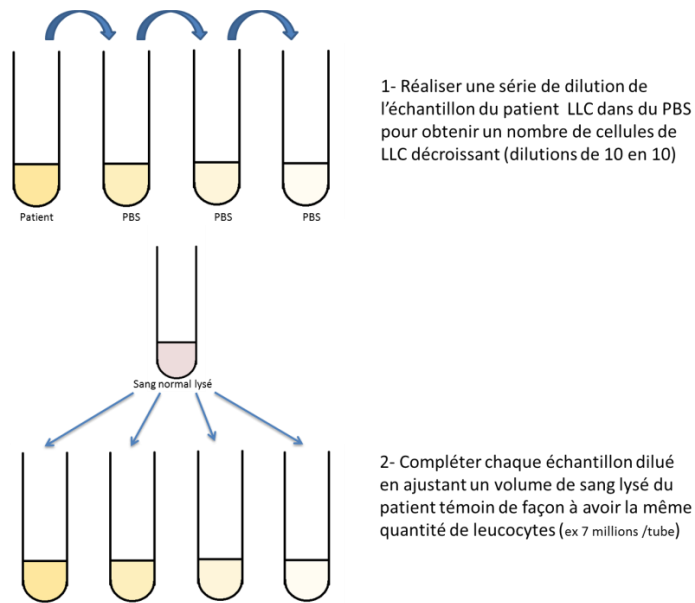 1- Réaliser une série de dilution de
l'échantillon du patient LLC dans du PBS
pour obtenir un nombre de cellules de
LLC décroissant (dilutions de 10 en 10)
Patient PBS PBS PBS
Sang normal lysé
2- Compléter chaque échantillon dilué
en ajustant un volume de sang lysé du
patient témoin de façon à avoir la même
quantité de leucocytes (ex 7 millions /tube)